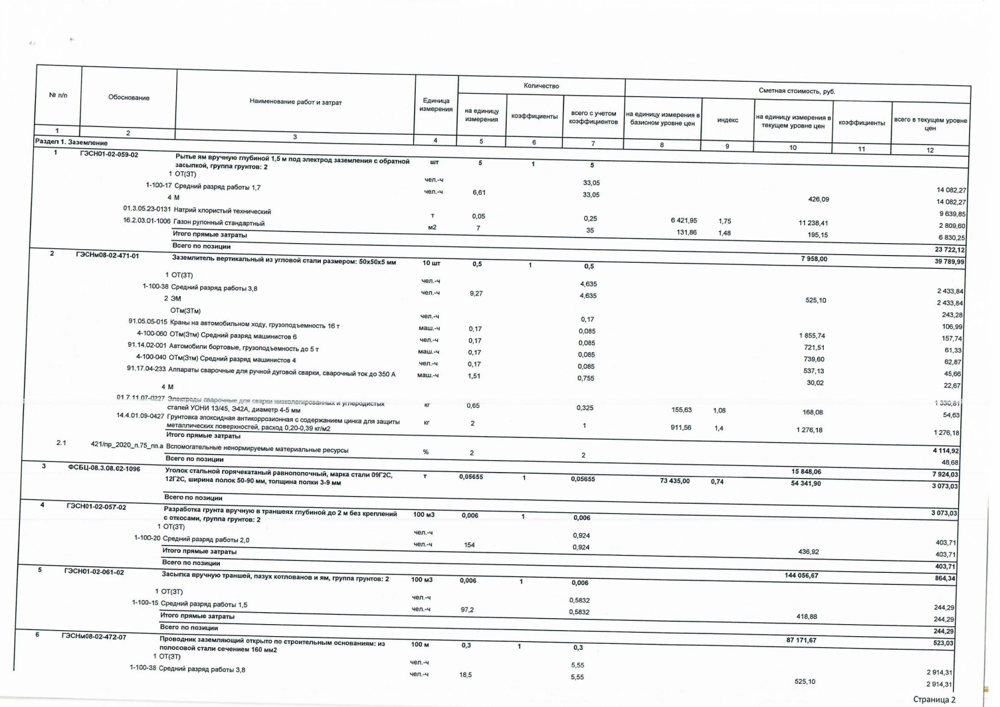 № п/п Обоснование Наименование работ и затрат Единица измерения Количество Сметная стоимость, руб.
на единицу измерения коэффициенты всего с учетом коэффициентов на единицу измерения в базисном уровне цен индекс на единицу измерения в текущем уровне цен коэффициенты всего в текущем уровне цен
1 2 3 4 5 6 7 8 9 10 11 12
Раздел 1. Заземление
1 ГЭСН01-02-059-02 Рытье ям вручную глубиной 1,5 м под электрод заземления с обратной шт 5 1 5
засыпкой, группа грунтов: 2
1 ОТ(ЗТ) чел.-ч 33,05 14 082,27
1-100-17 Средний разряд работы 1,7 чел.-ч 6,61 33,05 426,09 14 082,27
4 М 9 639,85
01.3.05.23-0131 Натрий хлористый технический т 0,05 0,25 6 421,95 1,75 11 238,41 2 809,60
16.2.03.01-1006 Газон рулонный стандартный м2 7 35 131,86 1,48 195,15 6 830,25
Итого прямые затраты 23 722,12
Всего по позиции 7 958,00 39 789,99
2 ГЭСНм08-02-471-01 Заземлитель вертикальный из угловой стали размером: 50х50х5 мм 10 шт 0,5 1 0,5
1 ОТ(ЗТ) чел.-ч 4,635 2 433,84
1-100-38 Средний разряд работы 3,8 чел.-ч 9,27 4,635 525,10 2 433,84
2 ЭМ 243,28
ОТм(ЗТм) чел.-ч 0,17 106,99
91.05.05-015 Краны на автомобильном ходу, грузоподъемность 16 т маш.-ч 0,17 0,085 1 855,74 157,74
4-100-060 ОТм(Зтм) Средний разряд машинистов 6 чел.-ч 0,17 0,085 721,51 61,33
91.14.02-001 Автомобили бортовые, грузоподъемность до 5 т маш.-ч 0,17 0,085 739,60 62,87
4-100-040 ОТм(Зтм) Средний разряд машинистов 4 чел.-ч 0,17 0,085 537,13 45,66
91.17.04-233 Аппараты сварочные для ручной дуговой сварки, сварочный ток до 350 А маш.-ч 1,51 0,755 30,02 22,67
4 М 1 330,81
01.7.11.07-0227 Электроды сварочные для сварки низколегированных и углеродистых кг 0,65 0,325 155,63 1,08 168,08 54,63
сталей УОНИ 13/45, Э42А, диаметр 4-5 мм
14.4.01.09-0427 Грунтовка эпоксидная антикоррозионная с содержанием цинка для защиты кг 2 1 911,56 1,4 1 276,18 1 276,18
металлических поверхностей, расход 0,20-0,39 кг/м2
Итого прямые затраты 4 114,92
2.1 421/пр_2020_п.75_пп.а Вспомогательные ненормируемые материальные ресурсы % 2 2 48,68
Всего по позиции 15 848,06 7 924,03
3 ФСБЦ-08.3.08.02-1096 Уголок стальной горячекатаный равнополочный, марка стали 09Г2С, т 0,05655 1 0,05655 73 435,00 0,74 54 341,90 3 073,03
12Г2С, ширина полок 50-90 мм, толщина полки 3-9 мм
Всего по позиции 3 073,03
4 ГЭСН01-02-057-02 Разработка грунта вручную в траншеях глубиной до 2 м без креплений 100 м3 0,006 1 0,006
с откосами, группа грунтов: 2
1 ОТ(ЗТ) чел.-ч 0,924 403,71
1-100-20 Средний разряд работы 2,0 чел.-ч 154 0,924 436,92 403,71
Итого прямые затраты 403,71
Всего по позиции 144 056,67 864,34
5 ГЭСН01-02-061-02 Засыпка вручную траншей, пазух котлованов и ям, группа грунтов: 2 100 м3 0,006 1 0,006
1 ОТ(ЗТ) чел.-ч 0,5832 244,29
1-100-15 Средний разряд работы 1,5 чел.-ч 97,2 0,5832 418,88 244,29
Итого прямые затраты 244,29
Всего по позиции 87 171,67 523,03
6 ГЭСНм08-02-472-07 Проводник заземляющий открыто по строительным основаниям: из 100 м 0,3 1 0,3
полосовой стали сечением 160 мм2
1 ОТ(ЗТ) чел.-ч 5,55 2 914,31
1-100-38 Средний разряд работы 3,8 чел.-ч 18,5 5,55 525,10 2 914,31
Страница 2